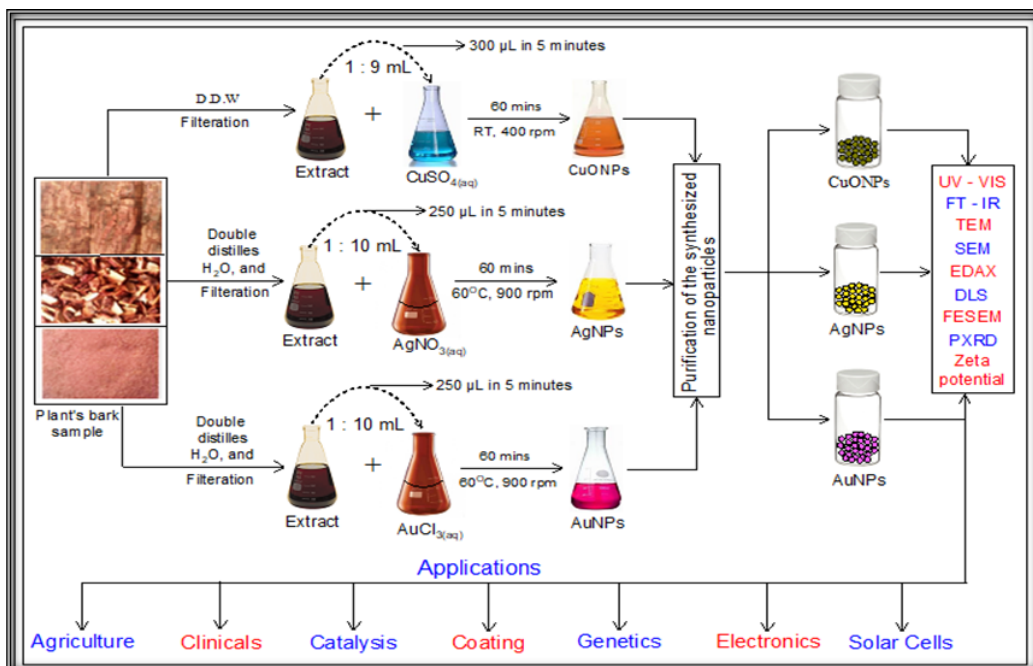 300 µL in 5 minutes
1 : 9 mL
D.D.W
Filteration
+
60 mins
RT, 400 rpm
Extract
CuSO4(aq)
CuONPs
250 µL in 5 minutes
Double
distilles
H2O, and
Filteration
1 : 10 mL
+
60 mins
60°C, 900 rpm
Extract
AgNO3(aq)
AgNPs
250 µL in 5 minutes
Plant's bark
sample
Double
distilles
H2O, and
Filteration
1 : 10 mL
+
60 mins
60°C, 900 rpm
Extract
AuCl3(aq)
AuNPs
Purification of the synthesized
nanoparticles
CuONPs
AgNPs
AuNPs
UV - VIS
FT - IR
TEM
SEM
EDAX
DLS
FESEM
PXRD
Zeta
potential
Applications
Agriculture
Clinicals
Catalysis
Coating
Genetics
Electronics
Solar Cells